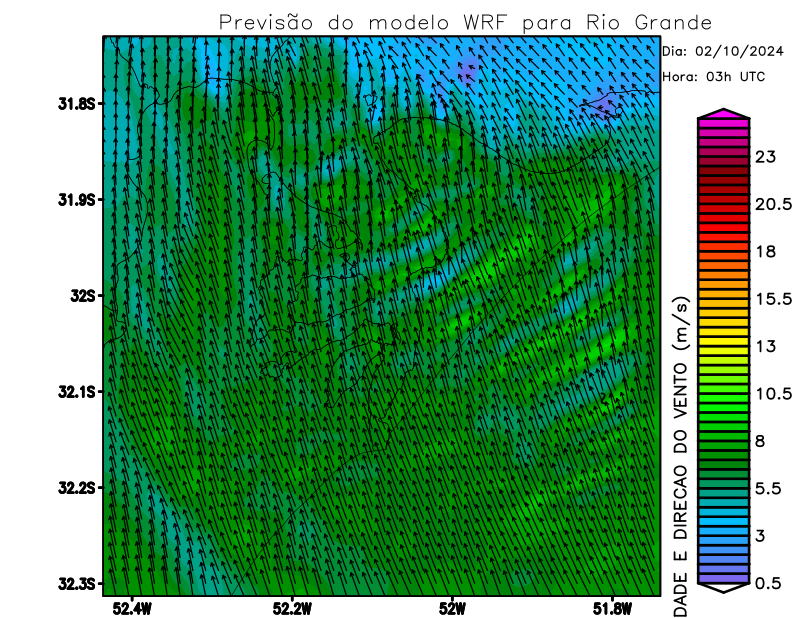 Previsão do modelo WRF para Rio Grande
Dia: 02/10/2024
Hora: 03h UTC
31.8S
31.9S
32S
32.1S
32.2S
32.3S
52.4W
52.2W
52W
51.8W
23
20.5
18
15.5
13
10.5
8
5.5
3
0.5
DADE E DIRECAO DO VENTO (m/s)